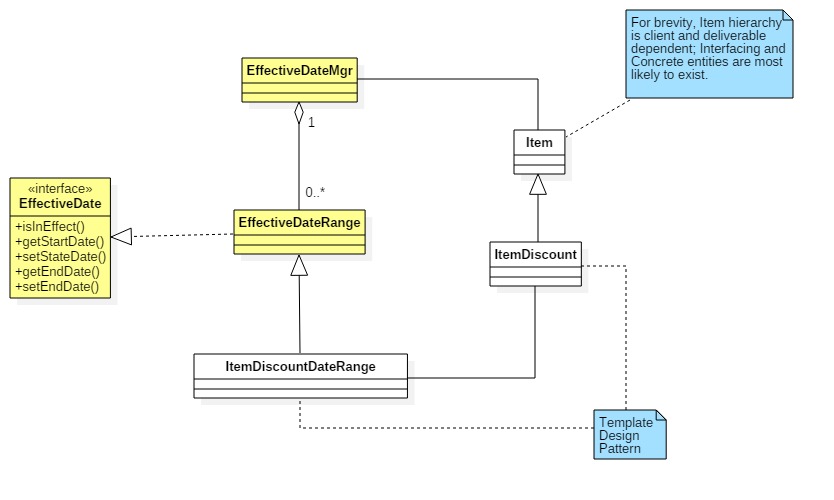 For brevity, Item hierarchy
is client and deliverable
dependent; Interfacing and
Concrete entities are most
likely to exist.
EffectiveDateMgr
1
Item
0..*
«interface»
EffectiveDate
+isInEffect()
+getStartDate()
+setStateDate()
+getEndDate()
+setEndDate()
EffectiveDateRange
ItemDiscount
ItemDiscountDateRange
Template
Design
Pattern